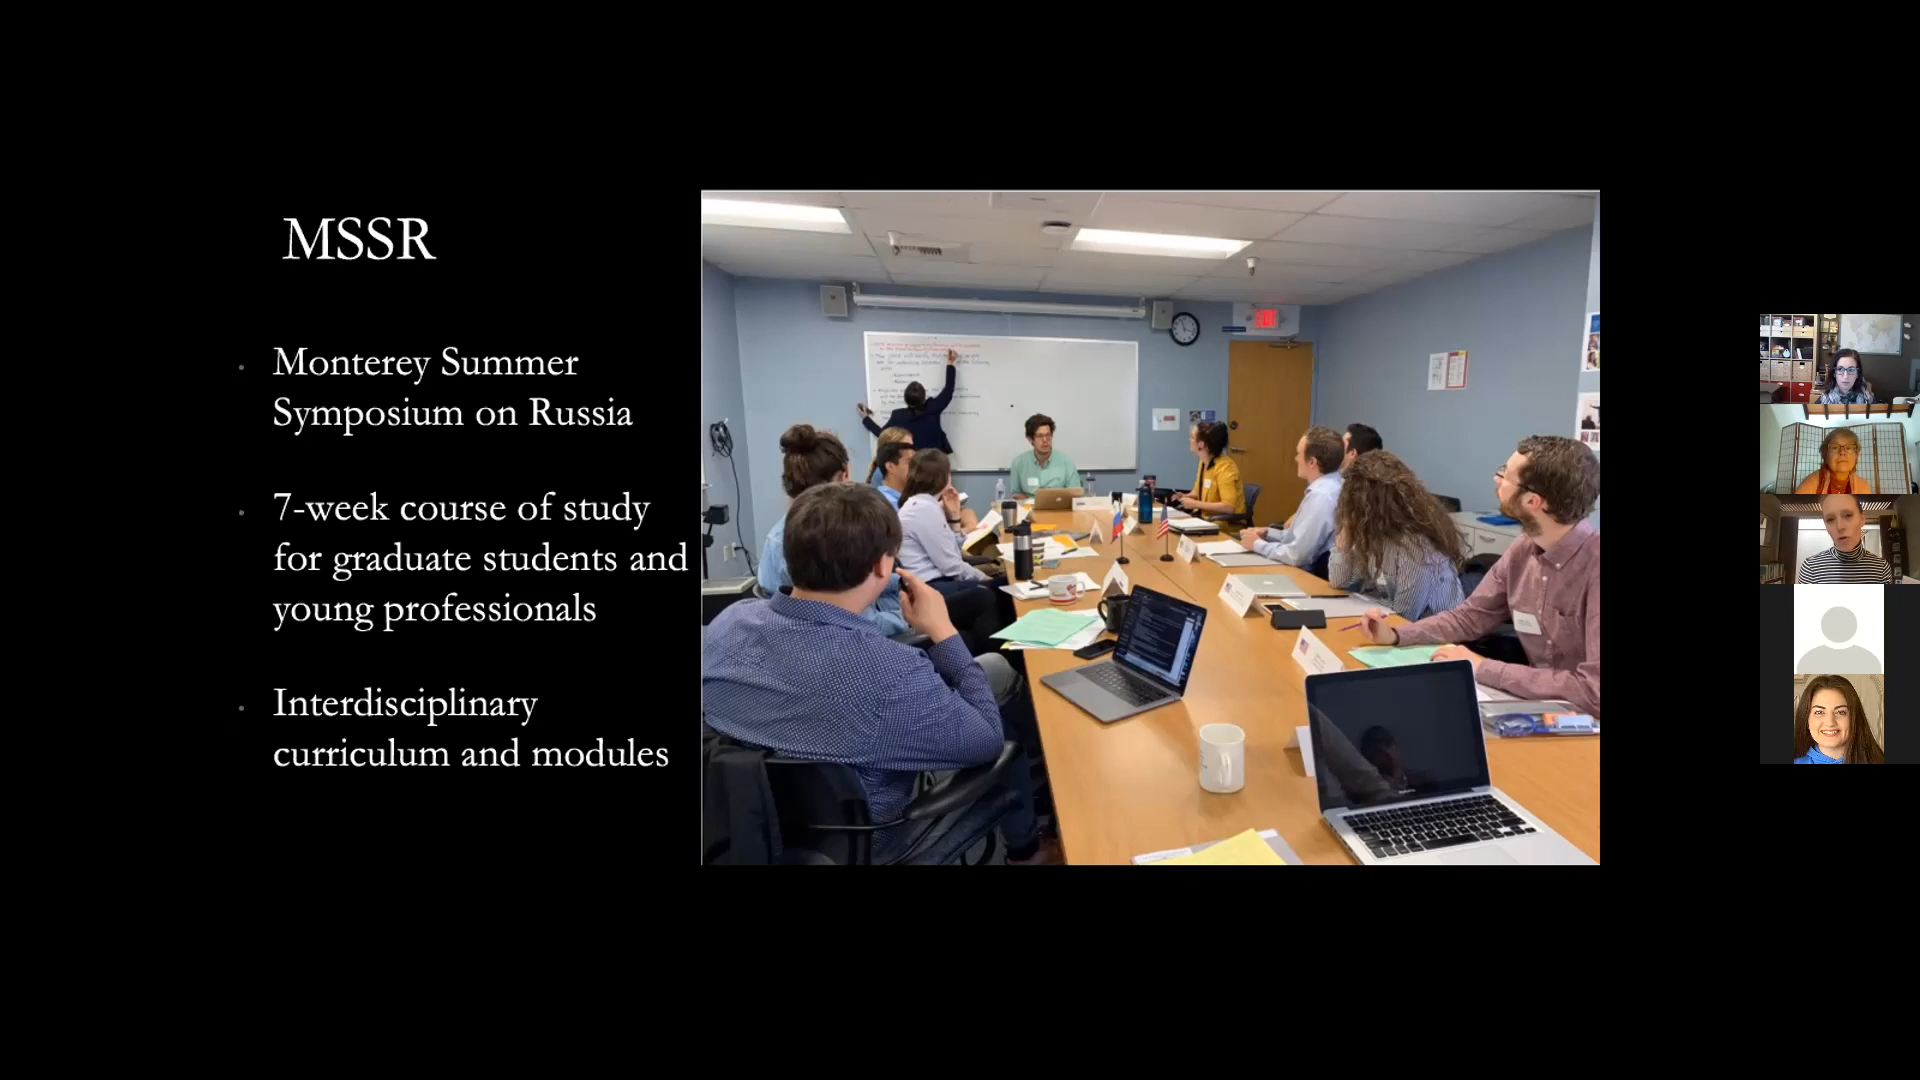 MSSR
Monterey Summer
Symposium on Russia
7-week course of study
for graduate students and
young professionals
Interdisciplinary
curriculum and modules
EXIT